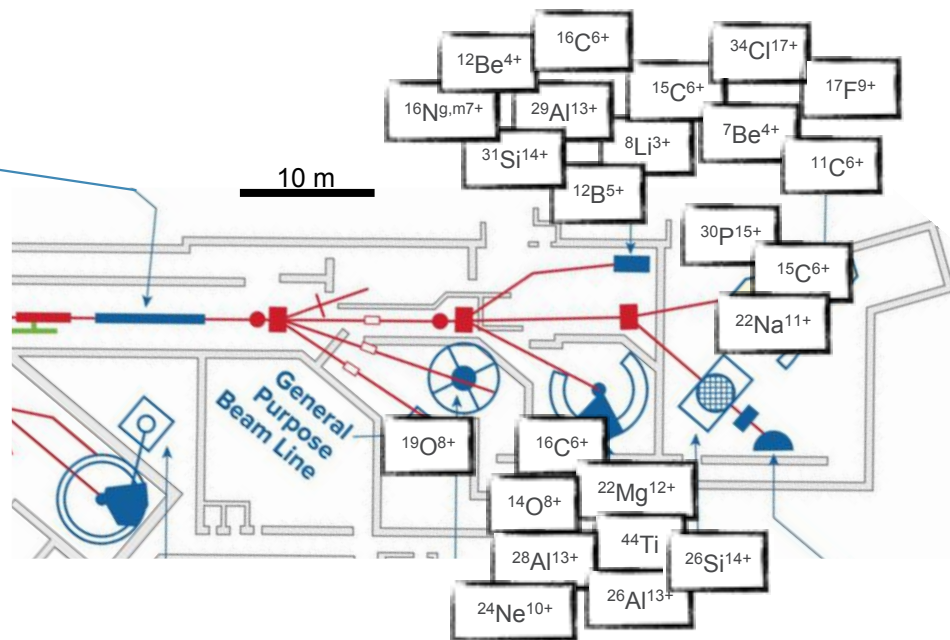 ¹⁶C⁶⁺
³⁴Cl¹⁷⁺
¹²Be⁴⁺
¹⁵C⁶⁺
¹⁷F⁹⁺
¹⁶Nᵍ,ᵐ⁷⁺
²⁹Al¹³⁺
⁷Be⁴⁺
³¹Si¹⁴⁺
⁸Li³⁺
¹¹C⁶⁺
10 m
¹²B⁵⁺
³⁰P¹⁵⁺
¹⁵C⁶⁺
²²Na¹¹⁺
General
Purpose
Beam Line
¹⁹O⁸⁺
¹⁶C⁶⁺
²²Mg¹²⁺
¹⁴O⁸⁺
⁴⁴Ti
²⁸Al¹³⁺
²⁶Si¹⁴⁺
²⁶Al¹³⁺
²⁴Ne¹⁰⁺